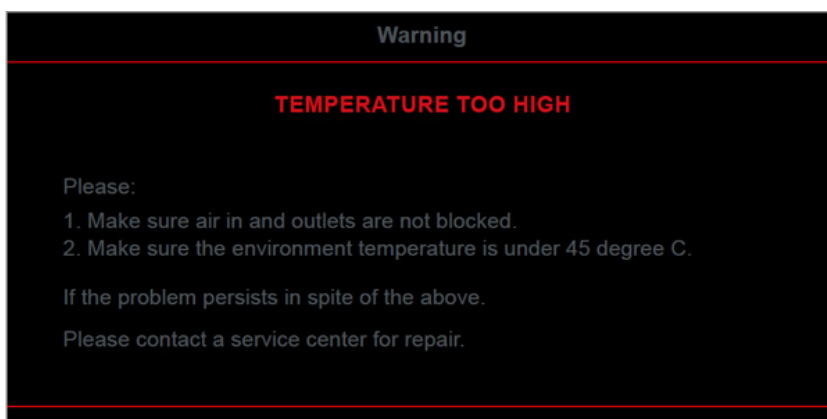 Warning
TEMPERATURE TOO HIGH
Please:
1. Make sure air in and outlets are not blocked.
2. Make sure the environment temperature is under 45 degree C.
If the problem persists in spite of the above.
Please contact a service center for repair.